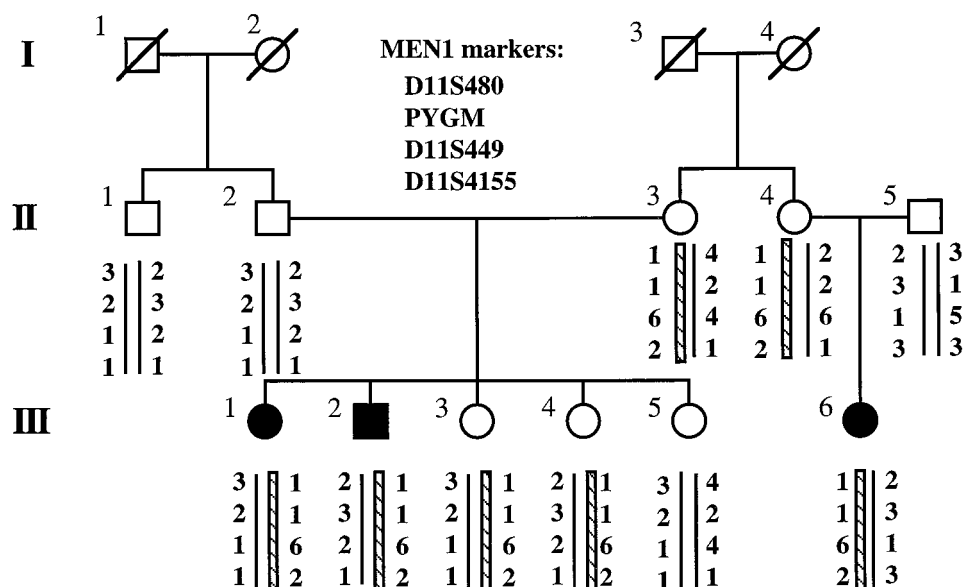 I 1 2 MEN1 markers: 3 4
D11S480
PYGM
D11S449
D11S4155
II 1 2 3 4 5
3 2 3 2 1 4 1 2 2 3
2 3 2 3 1 2 1 2 3 1
1 2 1 2 6 4 6 6 1 5
1 1 1 1 2 1 2 1 3 3
III 1 2 3 4 5 6
3 1 2 1 3 1 2 1 3 4 1 2
2 1 3 1 2 1 3 1 2 2 1 3
1 6 2 6 1 6 2 6 1 4 6 1
1 2 1 2 1 2 1 2 1 1 2 3